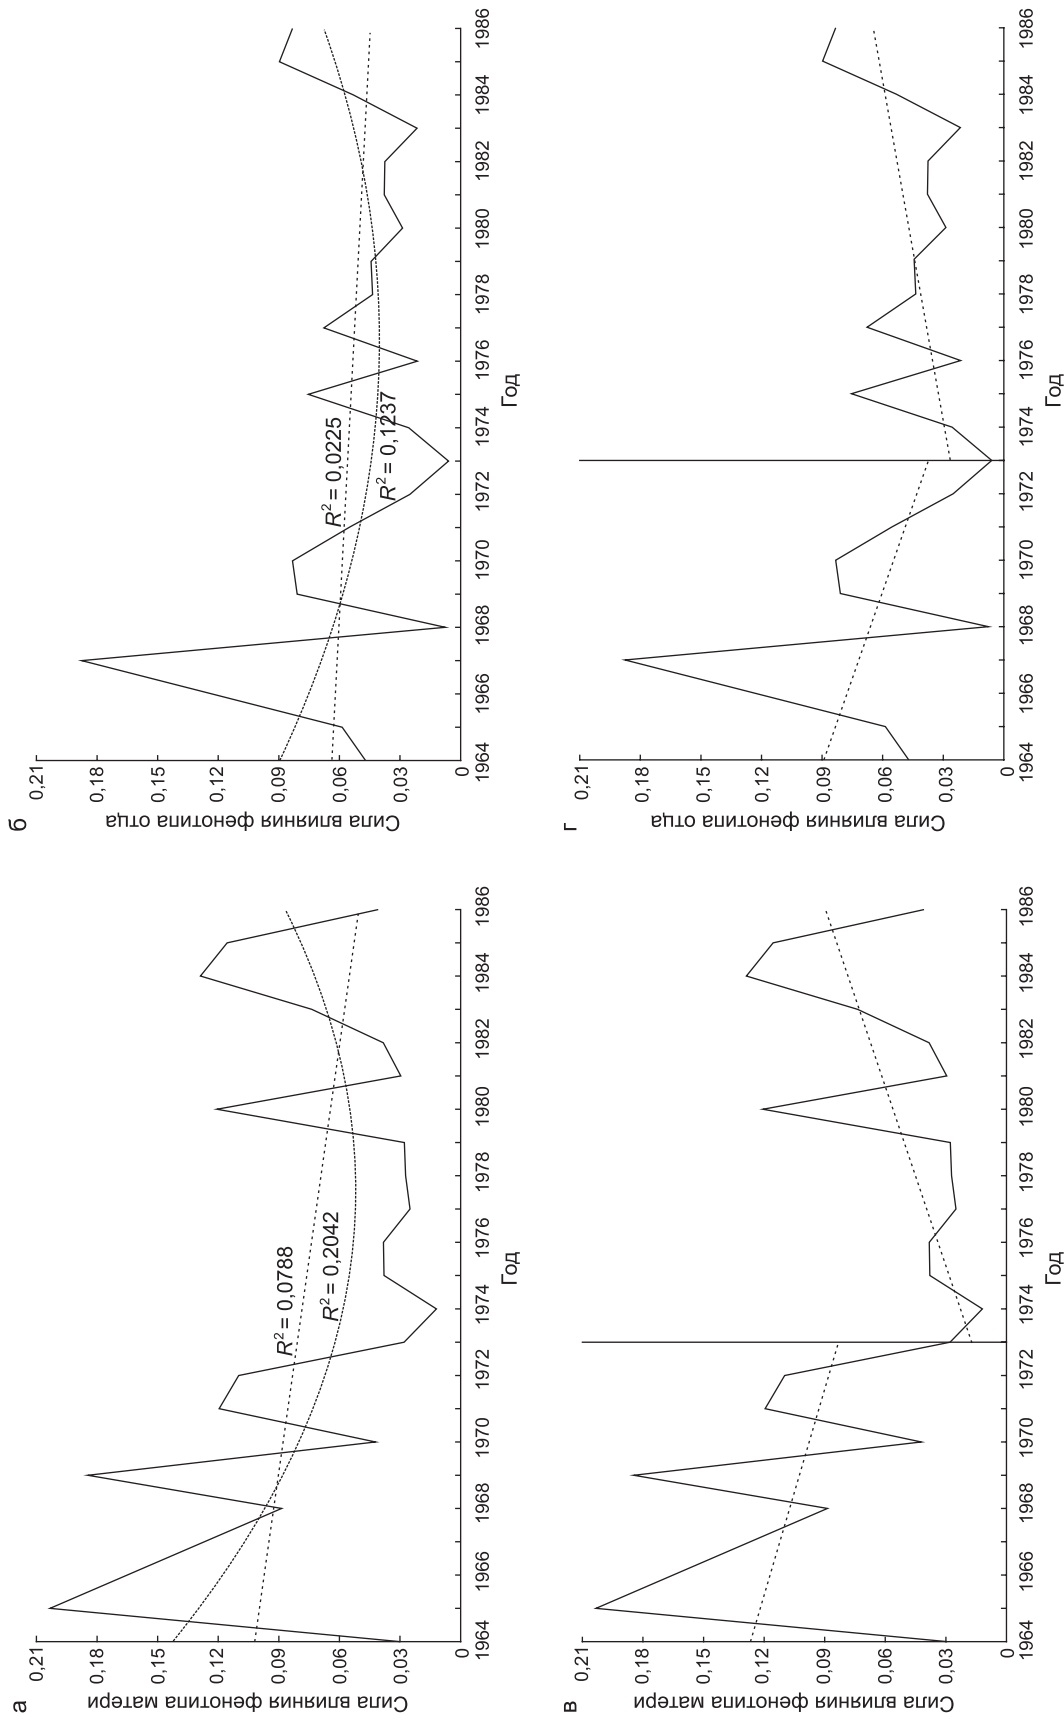 а
Сила влияния фенотипа матери
0,21
0,18
0,15
0,12
0,09
0,06
0,03
0
R² = 0,0788
R² = 0,2042
1964 1966 1968 1970 1972 1974 1976 1978 1980 1982 1984 1986
Год
б
Сила влияния фенотипа отца
0,21
0,18
0,15
0,12
0,09
0,06
0,03
0
R² = 0,0225
R² = 0,1237
1964 1966 1968 1970 1972 1974 1976 1978 1980 1982 1984 1986
Год
в
Сила влияния фенотипа матери
0,21
0,18
0,15
0,12
0,09
0,06
0,03
0
1964 1966 1968 1970 1972 1974 1976 1978 1980 1982 1984 1986
Год
г
Сила влияния фенотипа отца
0,21
0,18
0,15
0,12
0,09
0,06
0,03
0
1964 1966 1968 1970 1972 1974 1976 1978 1980 1982 1984 1986
Год